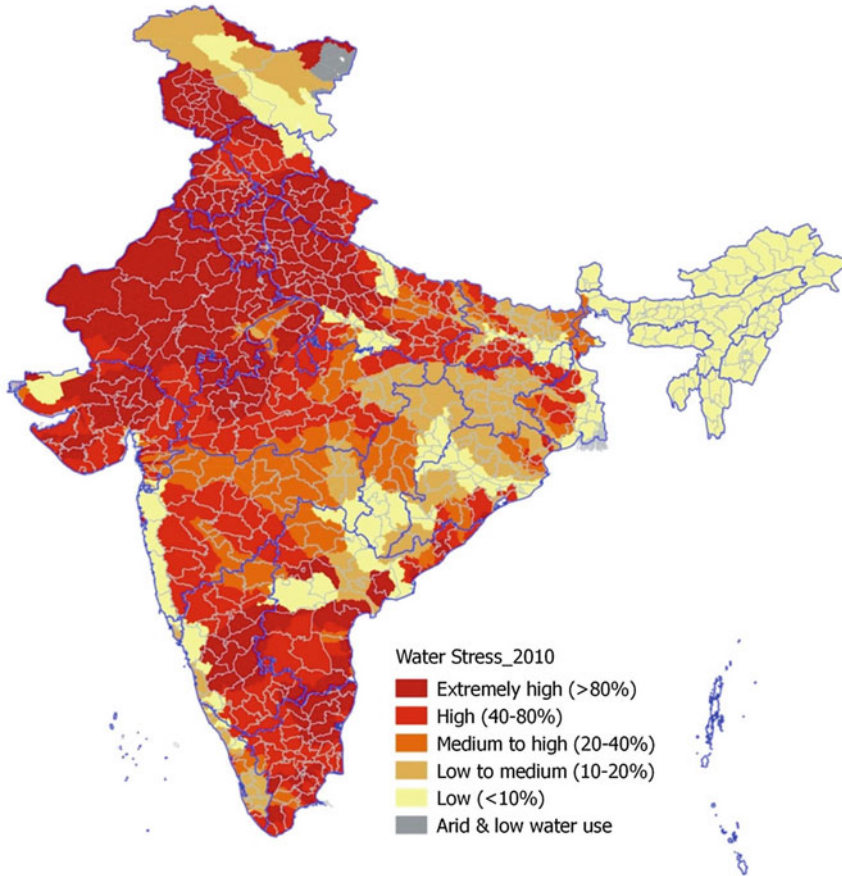 Water Stress_2010
Extremely high (>80%)
High (40-80%)
Medium to high (20-40%)
Low to medium (10-20%)
Low (<10%)
Arid & low water use